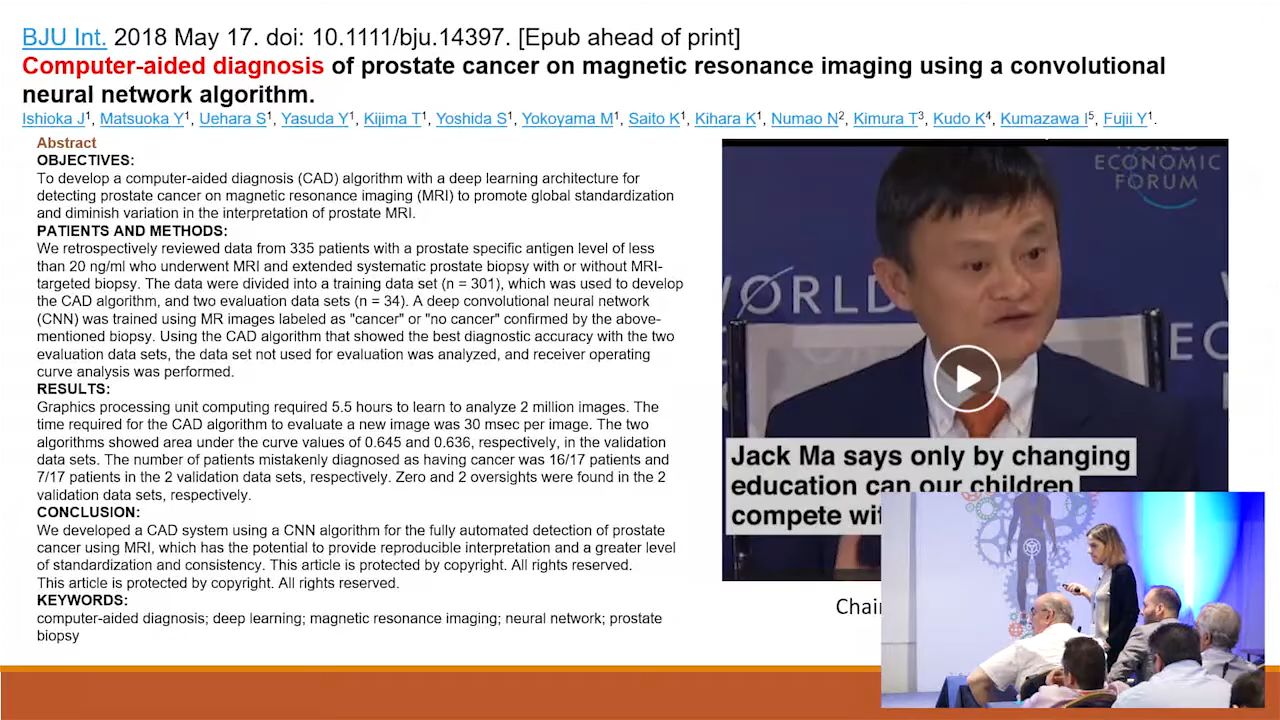 BJU Int. 2018 May 17. doi: 10.1111/bju.14397. [Epub ahead of print]
Computer-aided diagnosis of prostate cancer on magnetic resonance imaging using a convolutional
neural network algorithm.
Ishioka J1, Matsuoka Y1, Uehara S1, Yasuda Y1, Kijima T1, Yoshida S1, Yokoyama M1, Saito K1, Kihara K1, Numao N2, Kimura T3, Kudo K4, Kumazawa I5, Fujii Y1.
Abstract
OBJECTIVES:
To develop a computer-aided diagnosis (CAD) algorithm with a deep learning architecture for
detecting prostate cancer on magnetic resonance imaging (MRI) to promote global standardization
and diminish variation in the interpretation of prostate MRI.
PATIENTS AND METHODS:
We retrospectively reviewed data from 335 patients with a prostate specific antigen level of less
than 20 ng/ml who underwent MRI and extended systematic prostate biopsy with or without MRI-
targeted biopsy. The data were divided into a training data set (n = 301), which was used to develop
the CAD algorithm, and two evaluation data sets (n = 34). A deep convolutional neural network
(CNN) was trained using MR images labeled as "cancer" or "no cancer" confirmed by the above-
mentioned biopsy. Using the CAD algorithm that showed the best diagnostic accuracy with the two
evaluation data sets, the data set not used for evaluation was analyzed, and receiver operating
curve analysis was performed.
RESULTS:
Graphics processing unit computing required 5.5 hours to learn to analyze 2 million images. The
time required for the CAD algorithm to evaluate a new image was 30 msec per image. The two
algorithms showed area under the curve values of 0.645 and 0.636, respectively, in the validation
data sets. The number of patients mistakenly diagnosed as having cancer was 16/17 patients and
7/17 patients in the 2 validation data sets, respectively. Zero and 2 oversights were found in the 2
validation data sets, respectively.
CONCLUSION:
We developed a CAD system using a CNN algorithm for the fully automated detection of prostate
cancer using MRI, which has the potential to provide reproducible interpretation and a greater level
of standardization and consistency. This article is protected by copyright. All rights reserved.
This article is protected by copyright. All rights reserved.
KEYWORDS:
computer-aided diagnosis; deep learning; magnetic resonance imaging; neural network; prostate
biopsy
WORLD
ECONOMIC
FORUM
WORLD
EC
Jack Ma says only by changing
education can our children
compete